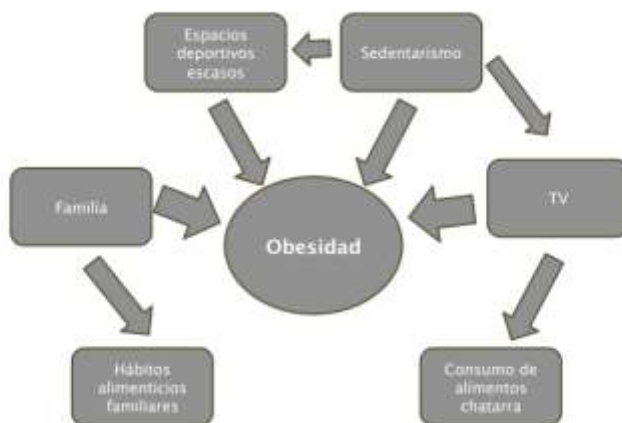 Espacios
deportivos
escasos
Sedentarismo
Familia
Obesidad
TV
Hábitos
alimenticios
familiares
Consumo de
alimentos
chatarra